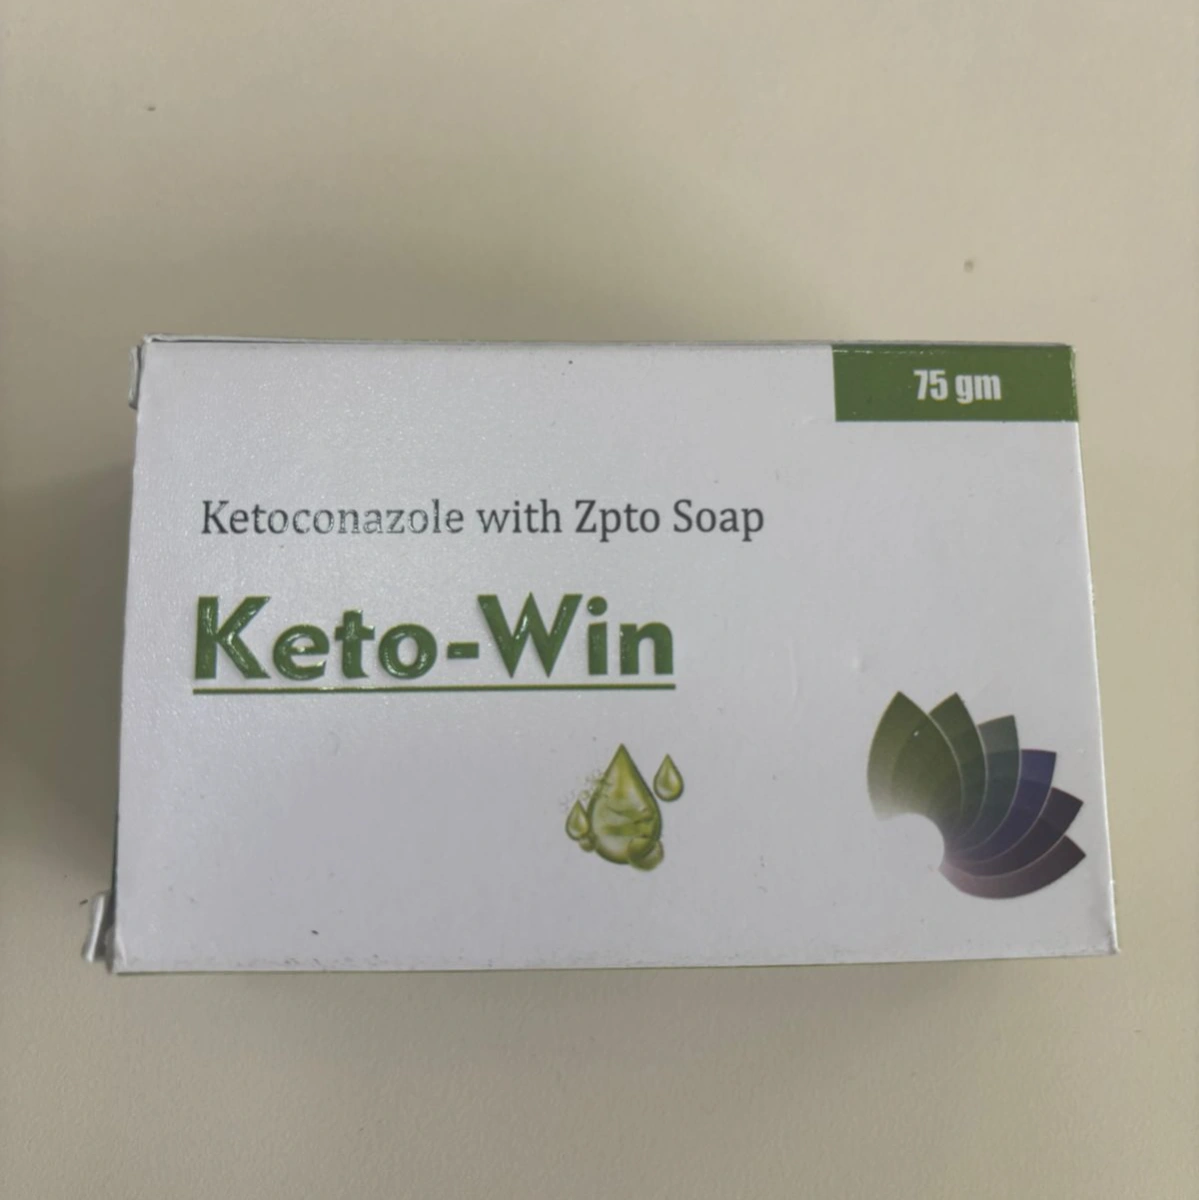 75 gm
Ketoconazole with Zpto Soap
Keto-Win